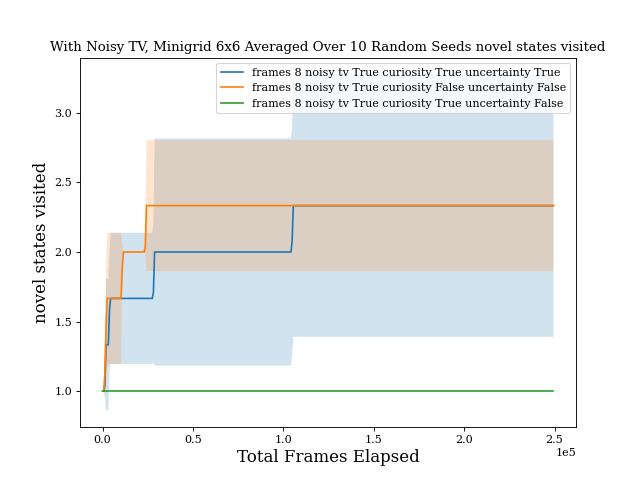 With Noisy TV, Minigrid 6x6 Averaged Over 10 Random Seeds novel states visited
frames 8 noisy tv True curiosity True uncertainty True
frames 8 noisy tv True curiosity False uncertainty False
frames 8 noisy tv True curiosity True uncertainty False
novel states visited
3.0
2.5
2.0
1.5
1.0
0.0 0.5 1.0 1.5 2.0 2.5
1e5
Total Frames Elapsed